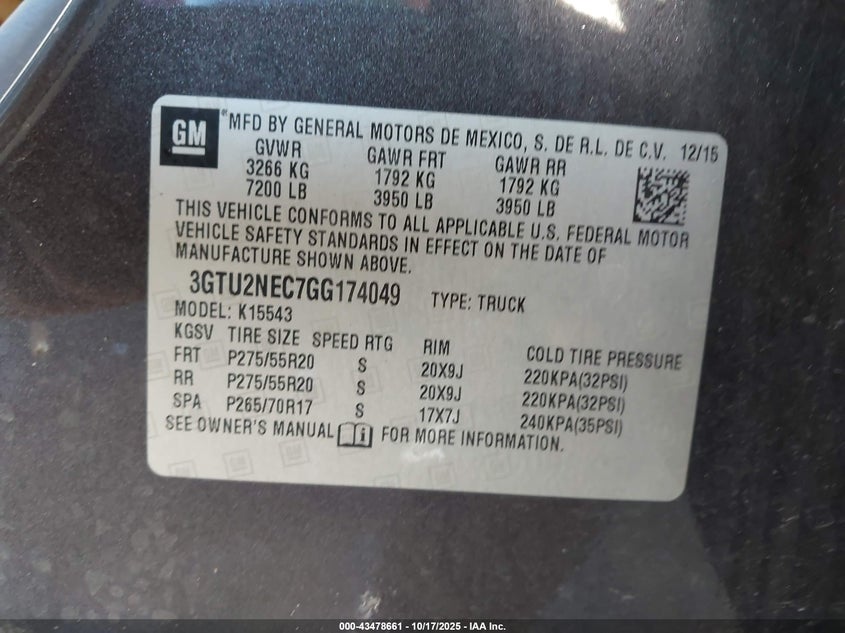 GM
MFD BY GENERAL MOTORS DE MEXICO, S. DE R.L. DE C.V. 12/15
GVWR GAWR FRT GAWR RR
3266 KG 1792 KG 1792 KG
7200 LB 3950 LB 3950 LB
THIS VEHICLE CONFORMS TO ALL APPLICABLE U.S. FEDERAL MOTOR
VEHICLE SAFETY STANDARDS IN EFFECT ON THE DATE OF
MANUFACTURE SHOWN ABOVE.
3GTU2NEC7GG174049 TYPE: TRUCK
MODEL: K15543
KGSV TIRE SIZE SPEED RTG RIM COLD TIRE PRESSURE
FRT P275/55R20 S 20X9J 220KPA(32PSI)
RR P275/55R20 S 20X9J 220KPA(32PSI)
SPA P265/70R17 S 17X7J 240KPA(35PSI)
SEE OWNER'S MANUAL i FOR MORE INFORMATION.
000-43478661 - 10/17/2025 - IAA Inc.